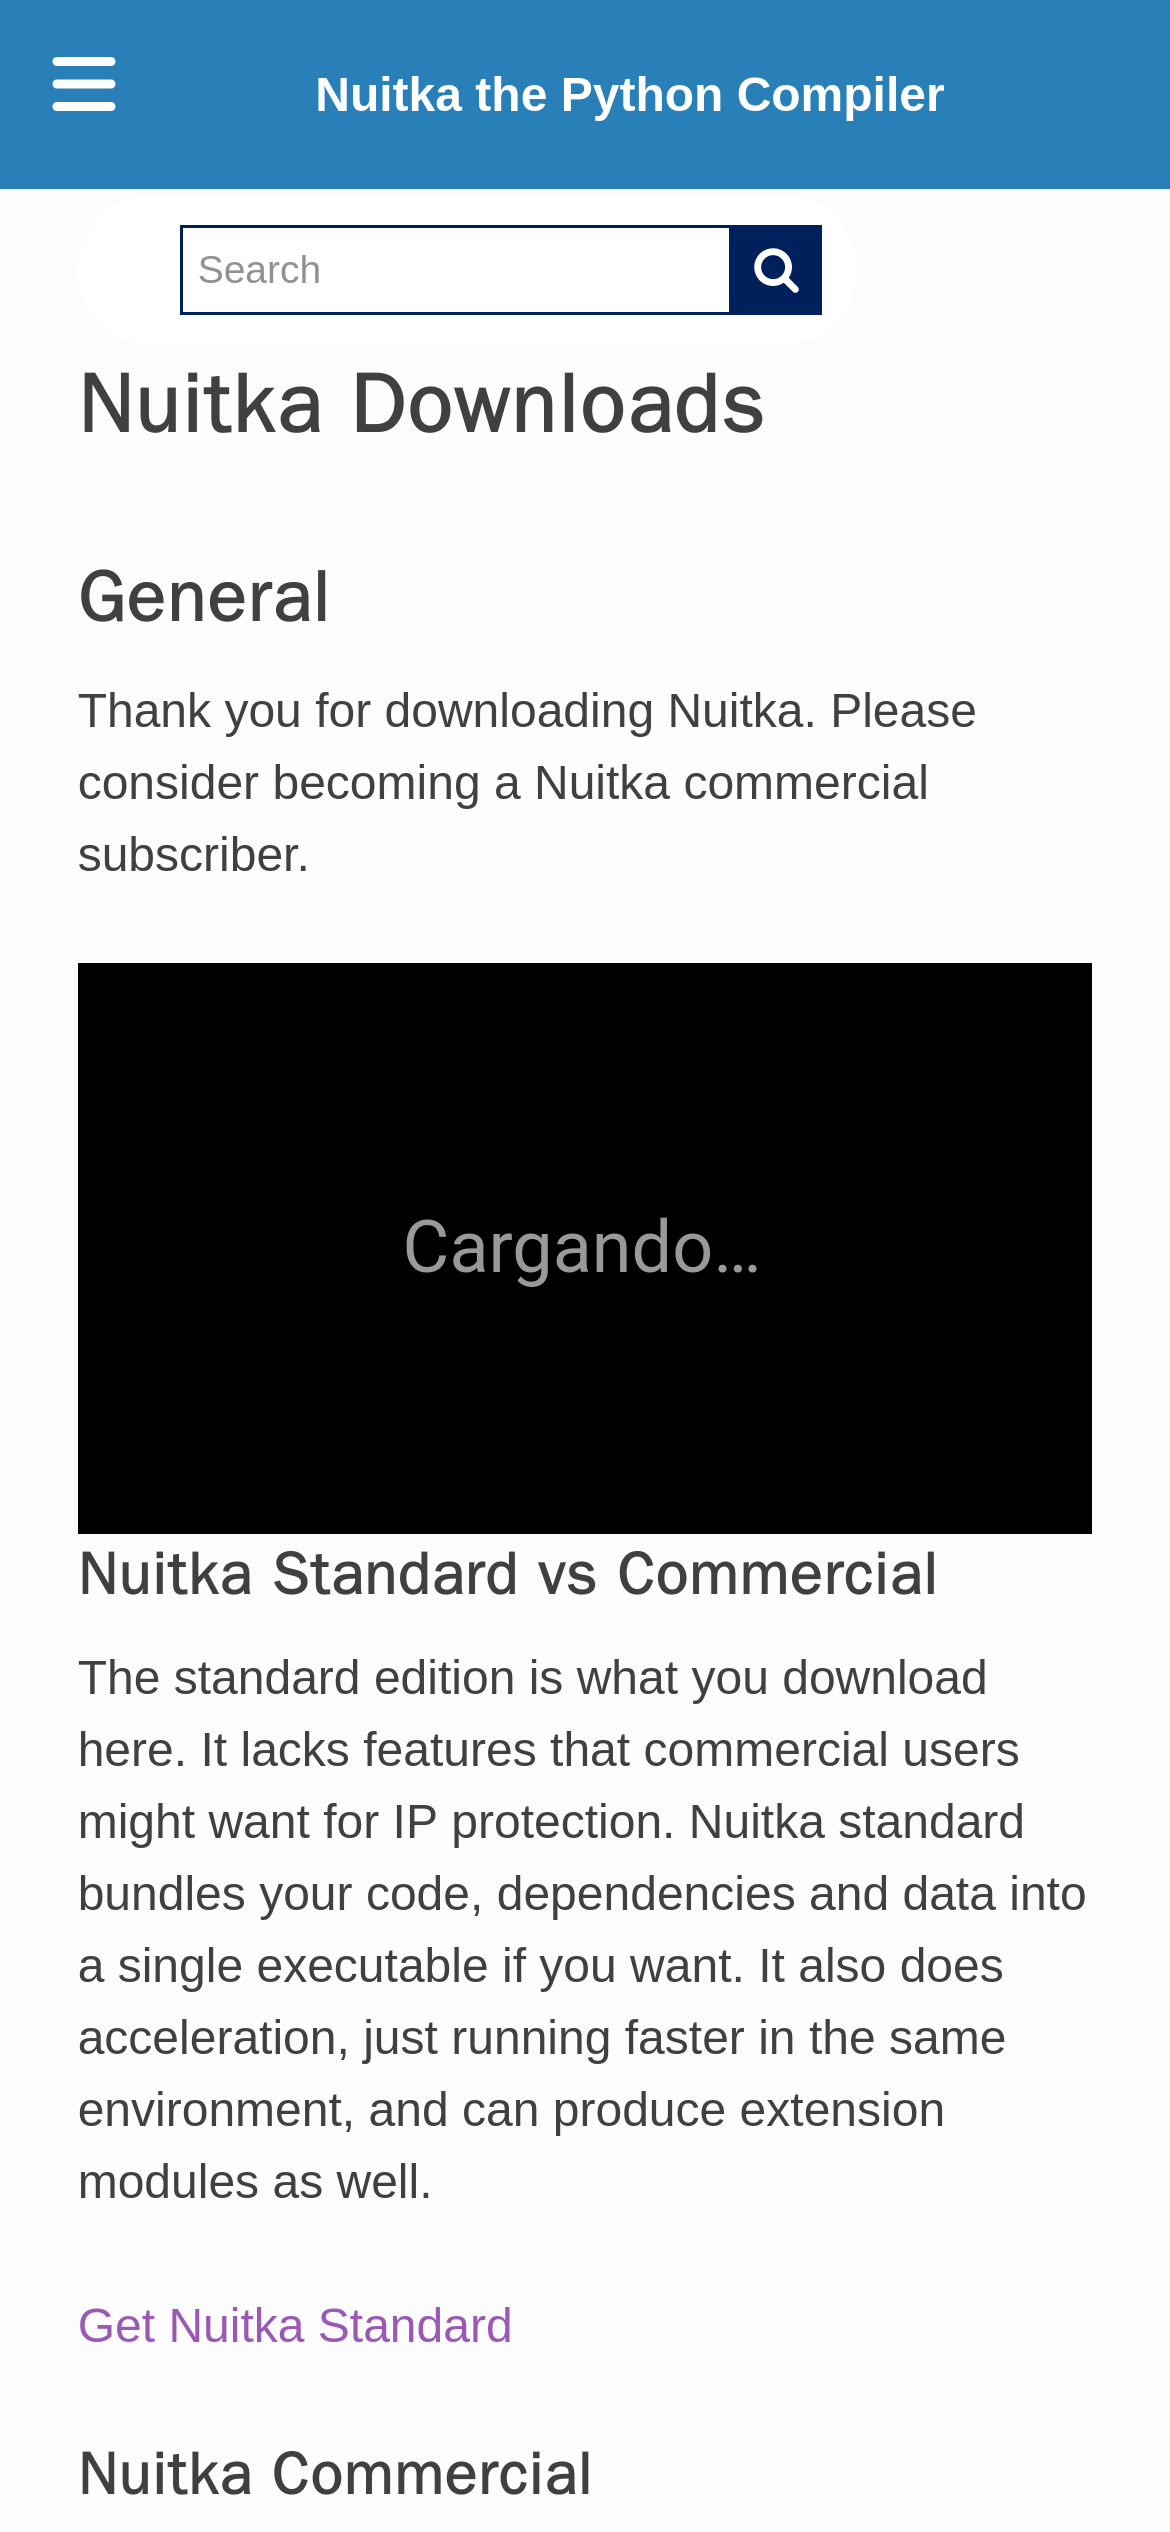 Nuitka the Python Compiler
Search
Nuitka Downloads
General
Thank you for downloading Nuitka. Please
consider becoming a Nuitka commercial
subscriber.
Cargando...
Nuitka Standard vs Commercial
The standard edition is what you download
here. It lacks features that commercial users
might want for IP protection. Nuitka standard
bundles your code, dependencies and data into
a single executable if you want. It also does
acceleration, just running faster in the same
environment, and can produce extension
modules as well.
Get Nuitka Standard
Nuitka Commercial